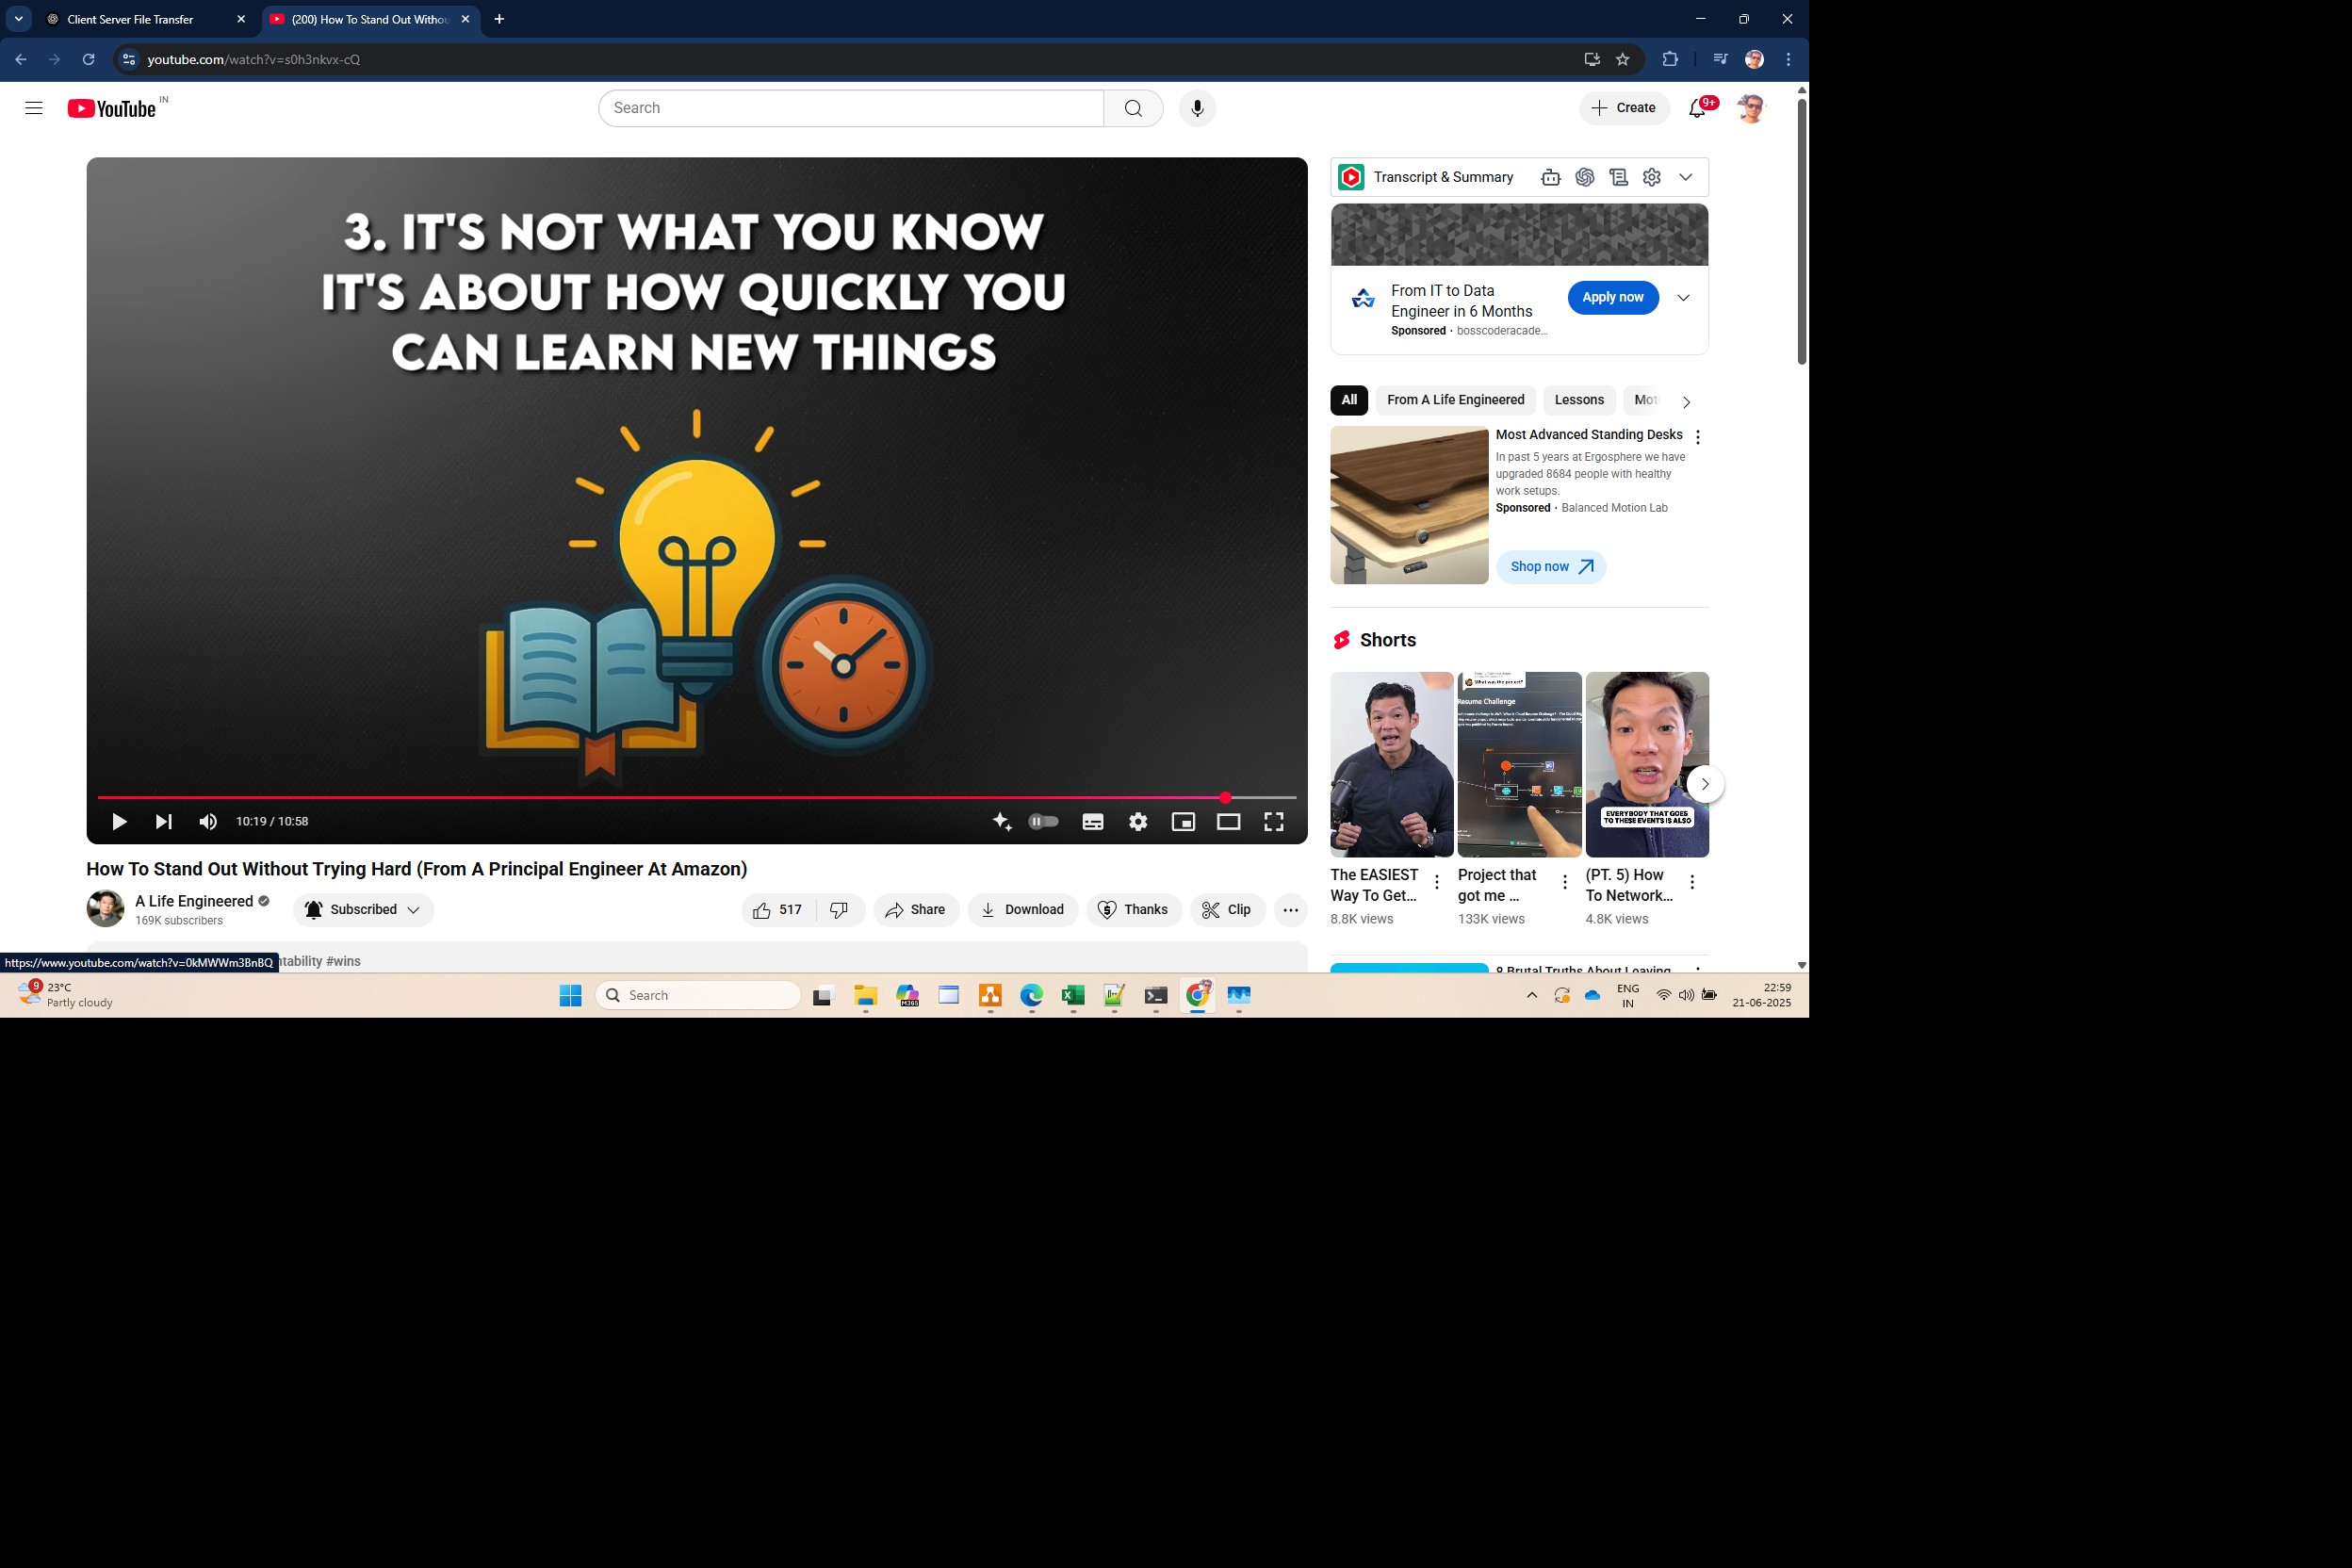 Client Server File Transfer
(200) How To Stand Out Withou
youtube.com/watch?v=s0h3nkvx-cQ
YouTube IN
Search
Create
9+
3. IT'S NOT WHAT YOU KNOW
IT'S ABOUT HOW QUICKLY YOU
CAN LEARN NEW THINGS
10:19 / 10:58
How To Stand Out Without Trying Hard (From A Principal Engineer At Amazon)
A Life Engineered
169K subscribers
Subscribed
517
Share
Download
Thanks
Clip
ntability #wins
https://www.youtube.com/watch?v=0kMWWm3BnBQ
Transcript & Summary
From IT to Data
Engineer in 6 Months
Sponsored · bosscoderacade...
Apply now
All
From A Life Engineered
Lessons
Mot
Most Advanced Standing Desks
In past 5 years at Ergosphere we have
upgraded 8684 people with healthy
work setups.
Sponsored · Balanced Motion Lab
Shop now
Shorts
What was the project?
Resume Challenge
EVERYBODY THAT GOES
TO THESE EVENTS IS ALSO
The EASIEST
Way To Get...
8.8K views
Project that
got me ...
133K views
(PT. 5) How
To Network...
4.8K views
8 Brutal Truths About Leaving
9
23°C
Partly cloudy
Search
M365
ENG
IN
22:59
21-06-2025